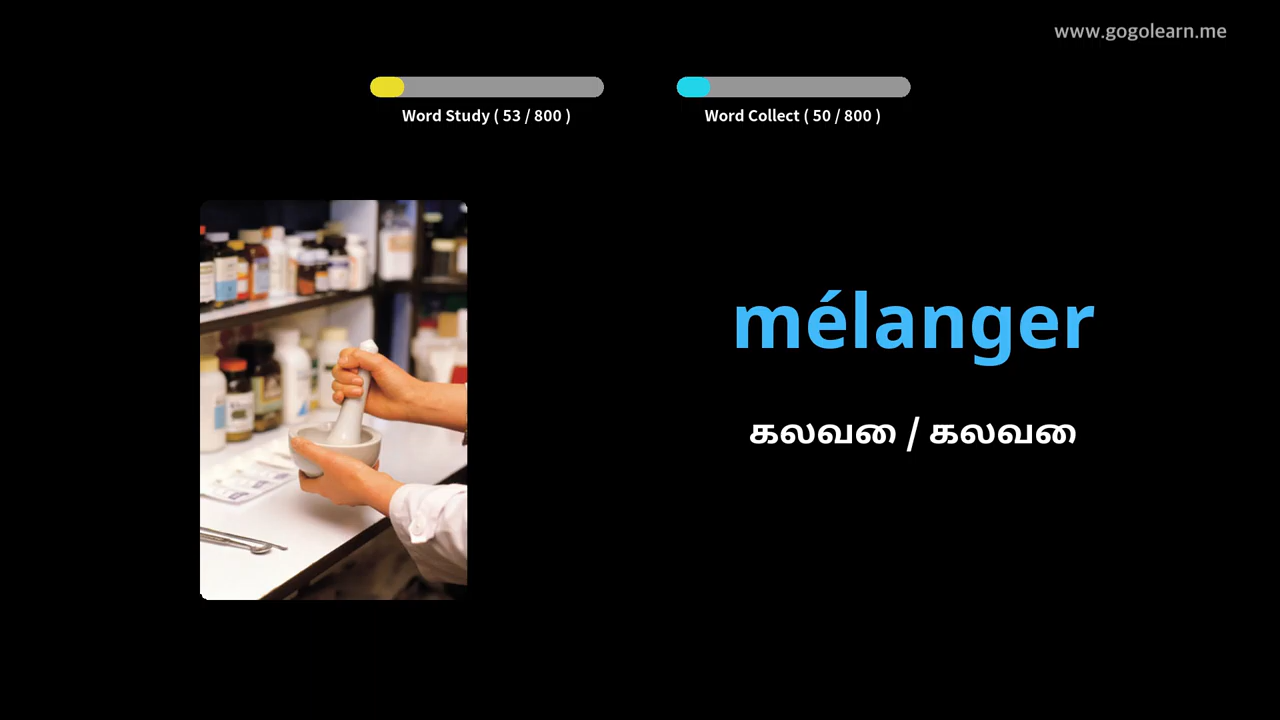 www.gogolearn.me
Word Study ( 53 / 800 )
Word Collect ( 50 / 800 )
mélanger
கலவை / கலவை